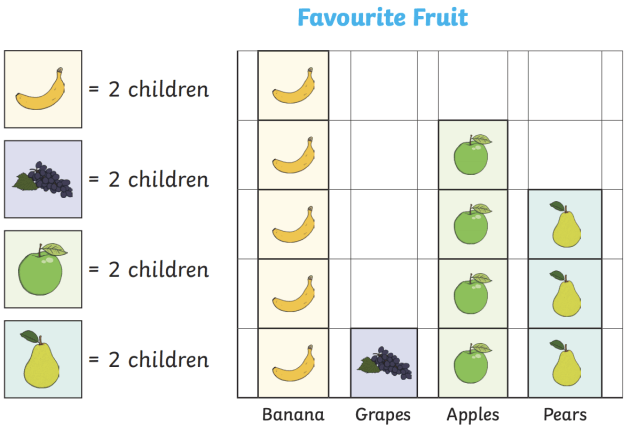 Favourite Fruit
= 2 children
= 2 children
= 2 children
= 2 children
Banana Grapes Apples Pears